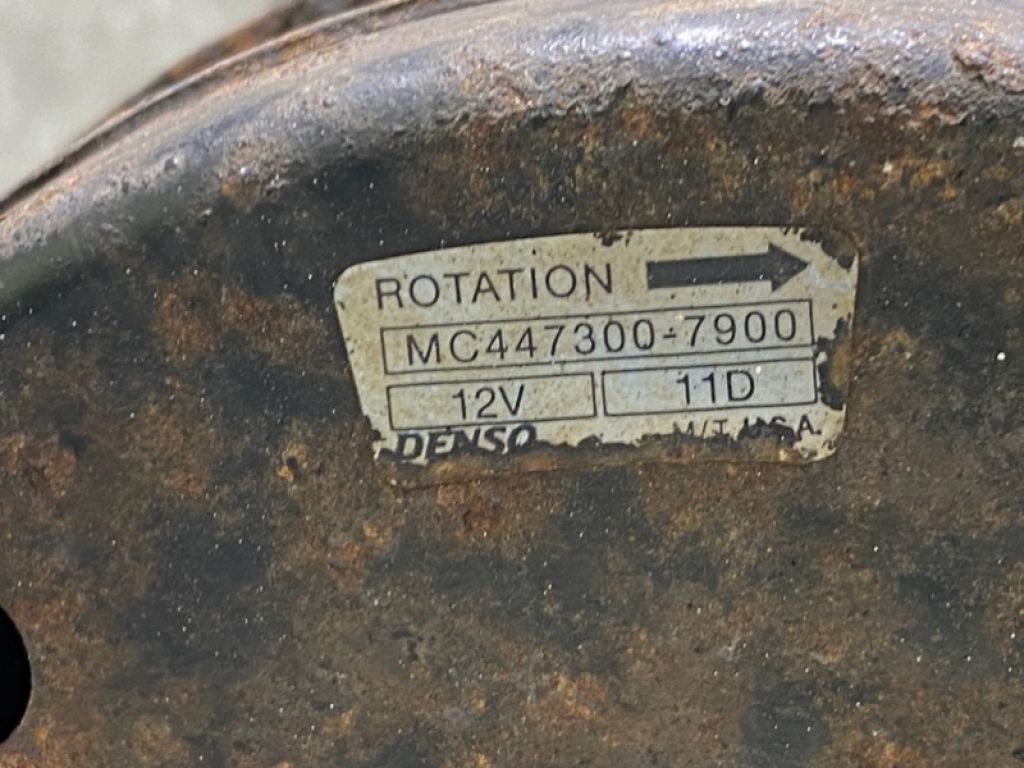 ROTATION
MC447300-7900
12V 11D
DENSO M/T U.S.A.